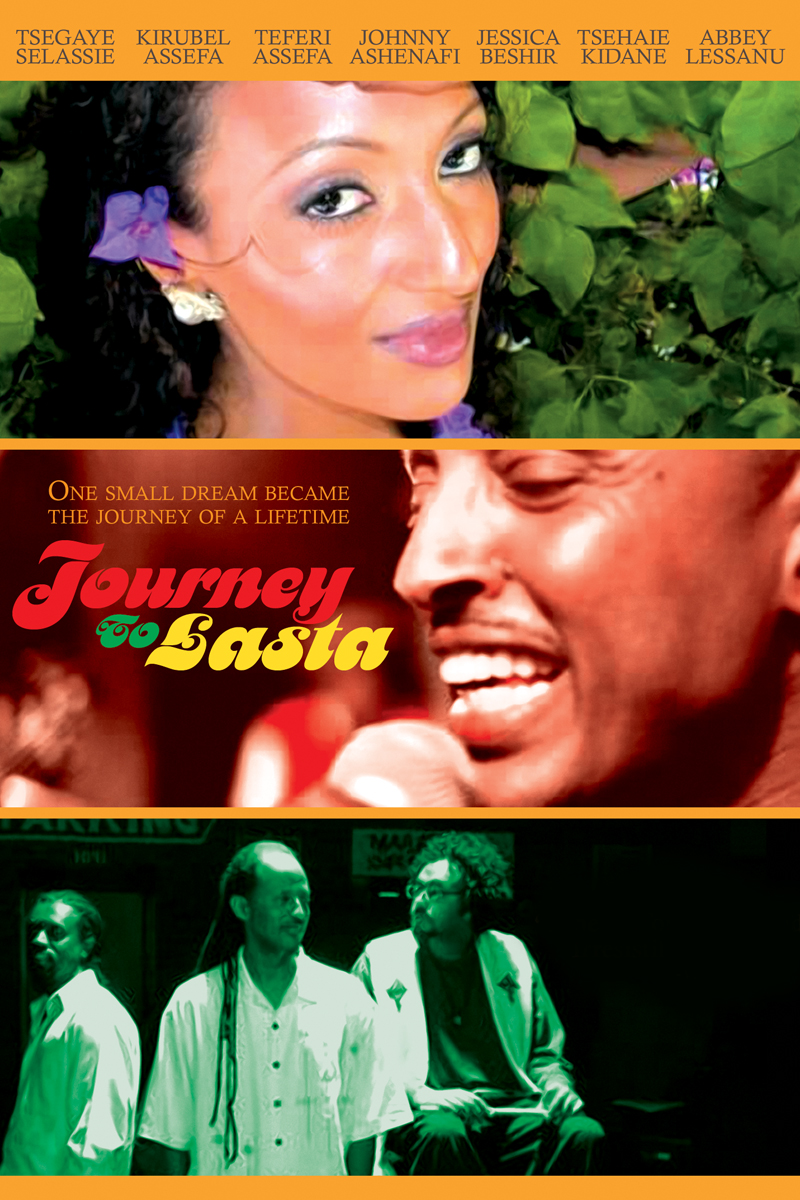 TSEGAYE KIRUBEL TEFERI JOHNNY JESSICA TSEHAIE ABBEY
SELASSIE ASSEFA ASSEFA ASHENAFI BESHIR KIDANE LESSANU
ONE SMALL DREAM BECAME
THE JOURNEY OF A LIFETIME
Journey
To Lasta
PARKING